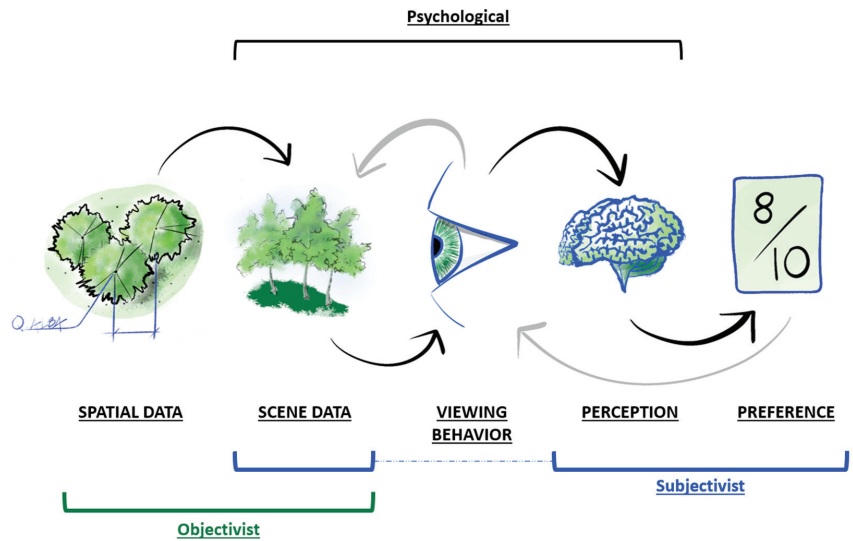 Psychological
8/10
SPATIAL DATA
SCENE DATA
VIEWING
BEHAVIOR
PERCEPTION
PREFERENCE
Subjectivist
Objectivist